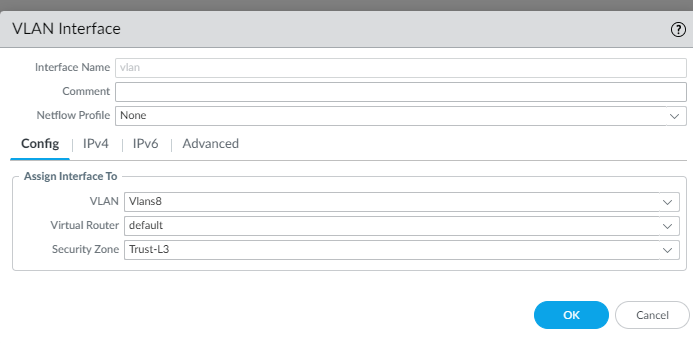 VLAN Interface ?
Interface Name vlan
Comment
Netflow Profile None
Config IPv4 IPv6 Advanced
Assign Interface To
VLAN Vlans8
Virtual Router default
Security Zone Trust-L3
OK Cancel